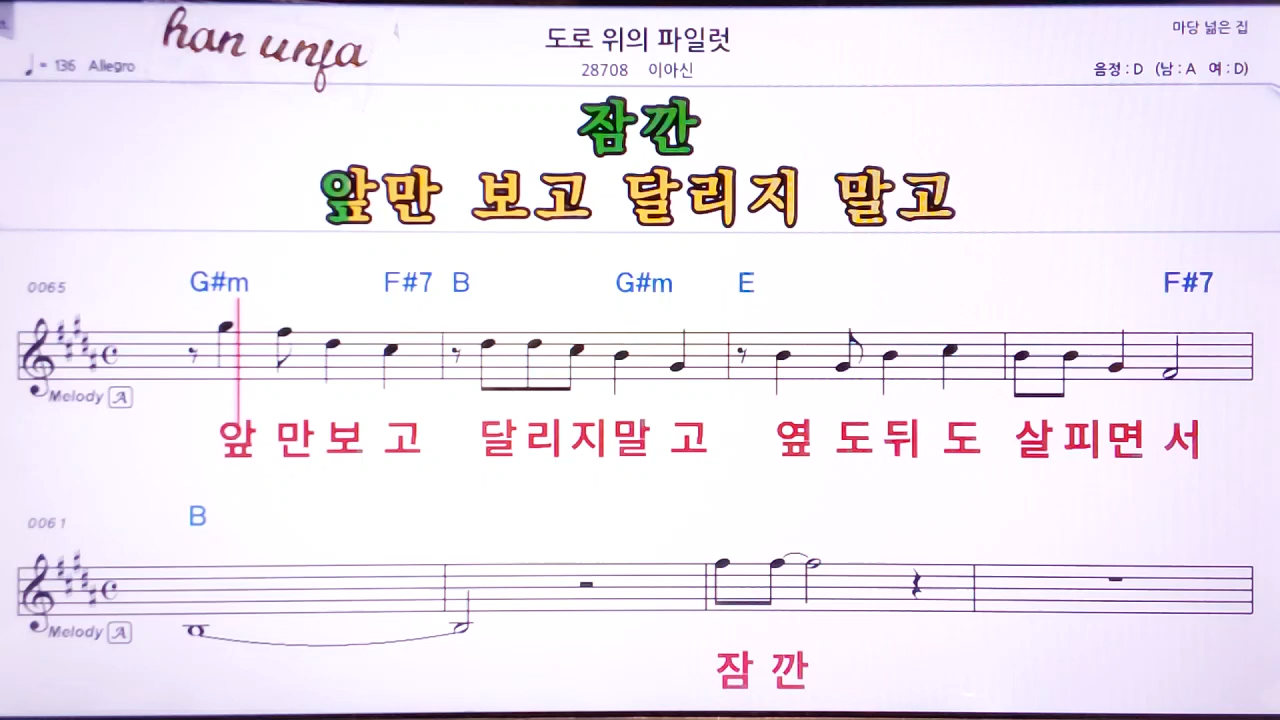 han unfa
도로 위의 파일럿
마당 넓은 집
♩ = 136 Allegro
28708 이아신
음정 : D (남 : A 여 : D)
잠깐
앞만 보고 달리지 말고
0065 G#m F#7 B G#m E F#7
Melody A
앞 만 보 고 달 리 지 말 고 옆 도 뒤 도 살 피 면 서
0061 B
Melody A
잠 깐